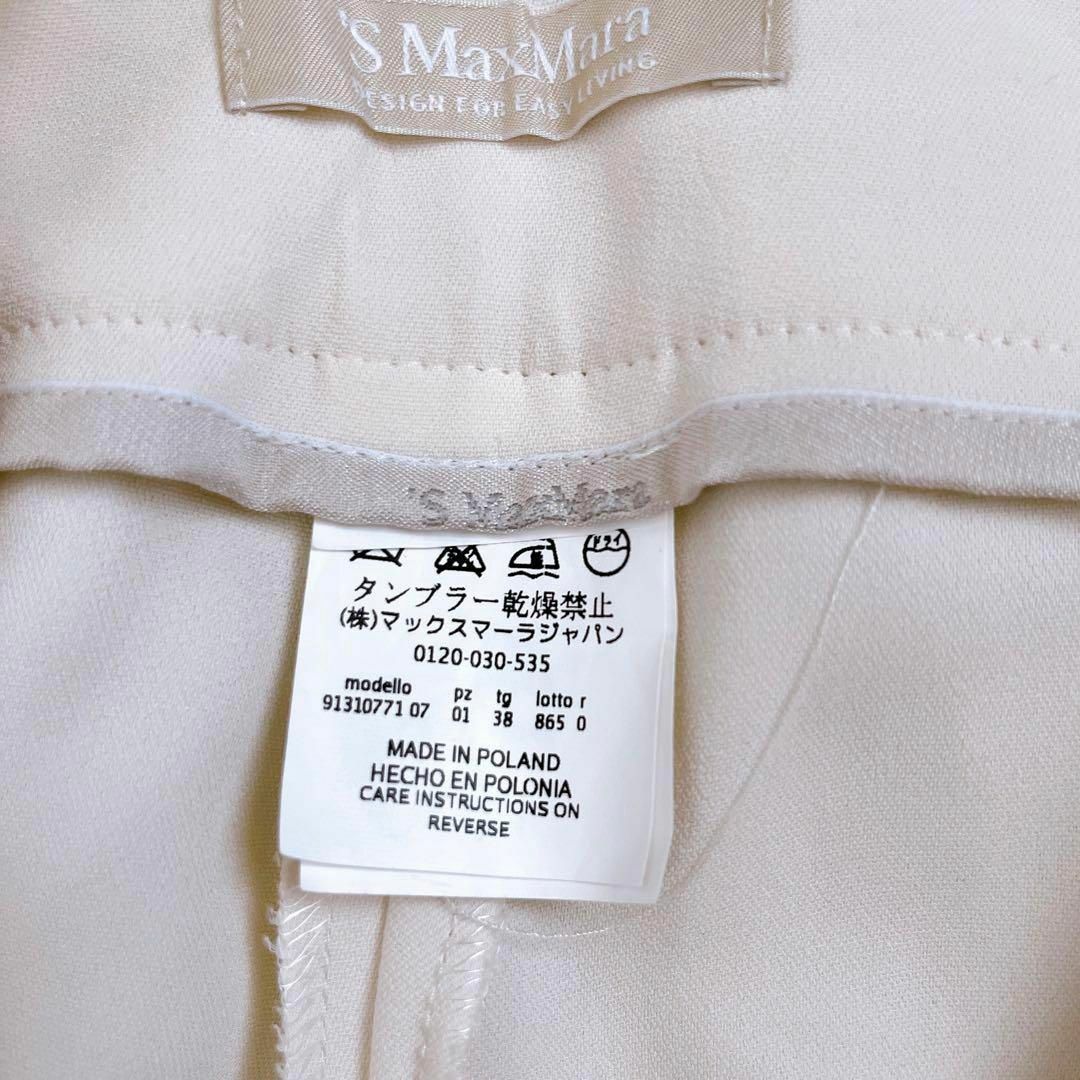 'S MaxMara
DESIGN FOR EASY LIVING
'S MaxMara
ドライ
タンブラー乾燥禁止
(株)マックスマーラジャパン
0120-030-535
modello pz tg lotto r
91310771 07 01 38 865 0
MADE IN POLAND
HECHO EN POLONIA
CARE INSTRUCTIONS ON
REVERSE